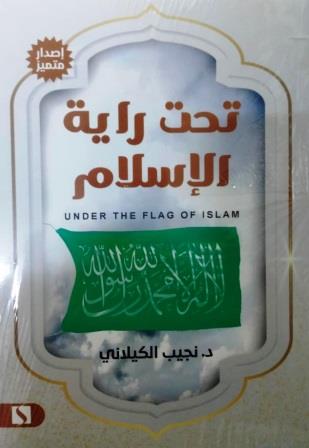 إصدار
متميز
تحت راية
الإسلام
UNDER THE FLAG OF ISLAM
لا إله إلا الله محمد رسول الله
د. نجيب الكيلاني